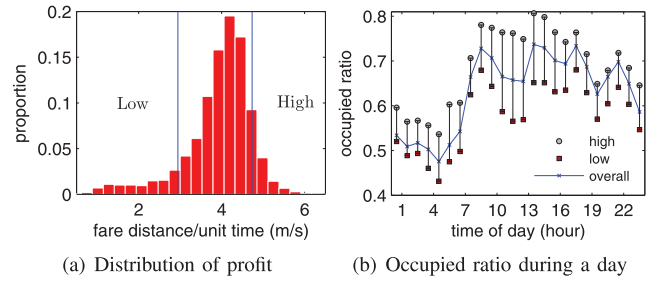 0.2
0.15
0.1
0.05
0
proportion
Low
High
2
4
6
fare distance/unit time (m/s)
(a) Distribution of profit
0.8
0.7
0.6
0.5
0.4
occupied ratio
high
low
overall
1 4 7 10 13 16 19 22
time of day (hour)
(b) Occupied ratio during a day